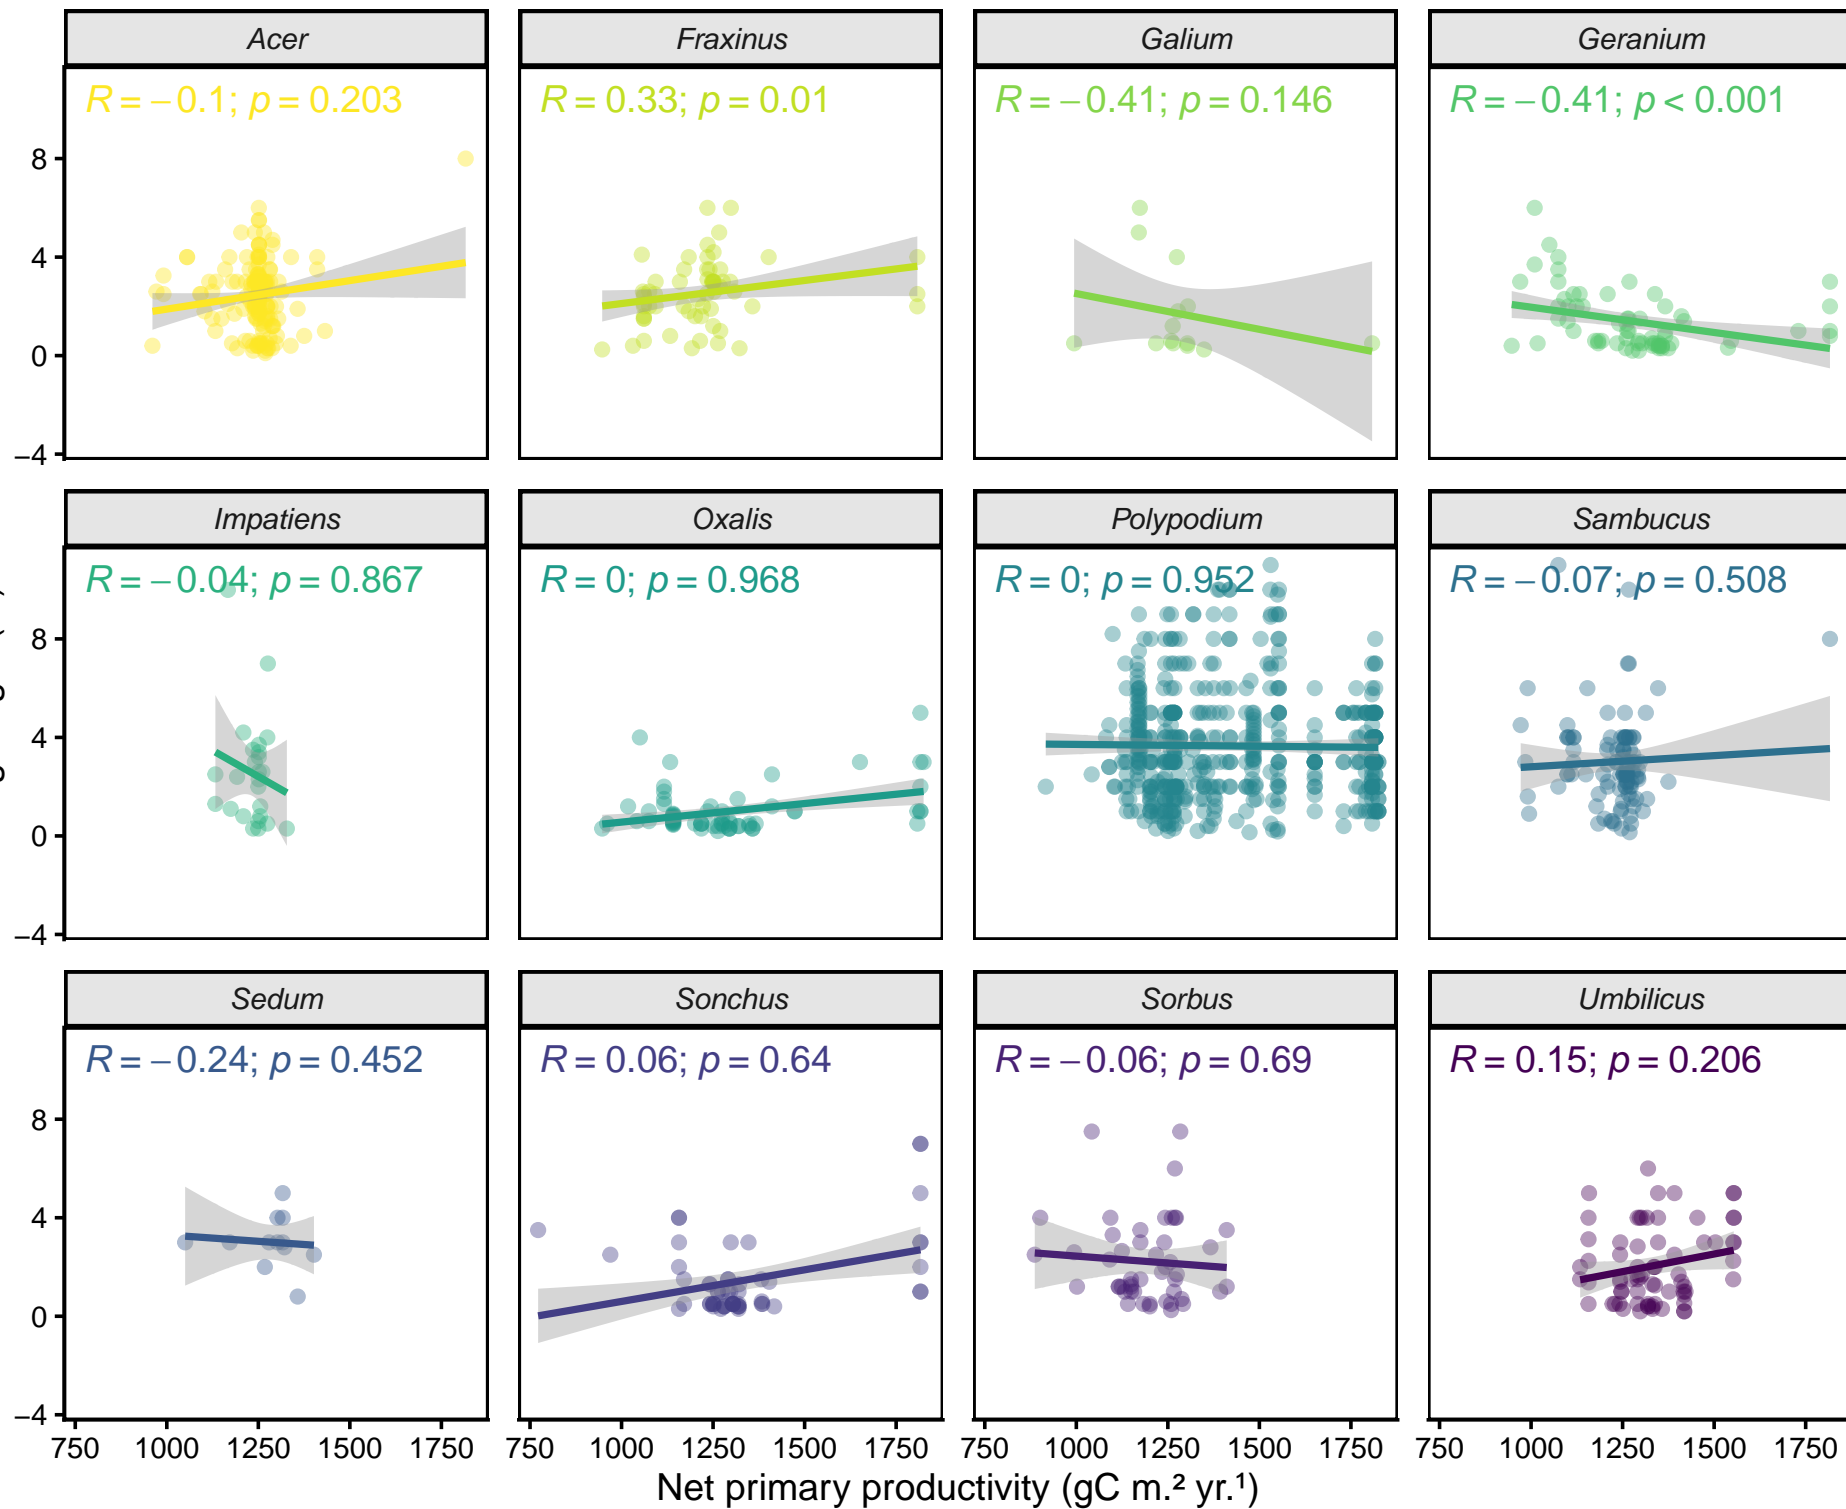 Acer Fraxinus Galium Geranium
R = −0.1; p = 0.203 R = 0.33; p = 0.01 R = −0.41; p = 0.146 R = −0.41; p < 0.001
8
4
0
−4
Impatiens Oxalis Polypodium Sambucus
R = −0.04; p = 0.867 R = 0; p = 0.968 R = 0; p = 0.952 R = −0.07; p = 0.508
8
4
0
−4
Sedum Sonchus Sorbus Umbilicus
R = −0.24; p = 0.452 R = 0.06; p = 0.64 R = −0.06; p = 0.69 R = 0.15; p = 0.206
8
4
0
−4
750 1000 1250 1500 1750 750 1000 1250 1500 1750 750 1000 1250 1500 1750 750 1000 1250 1500 1750
Net primary productivity (gC m.² yr.¹)